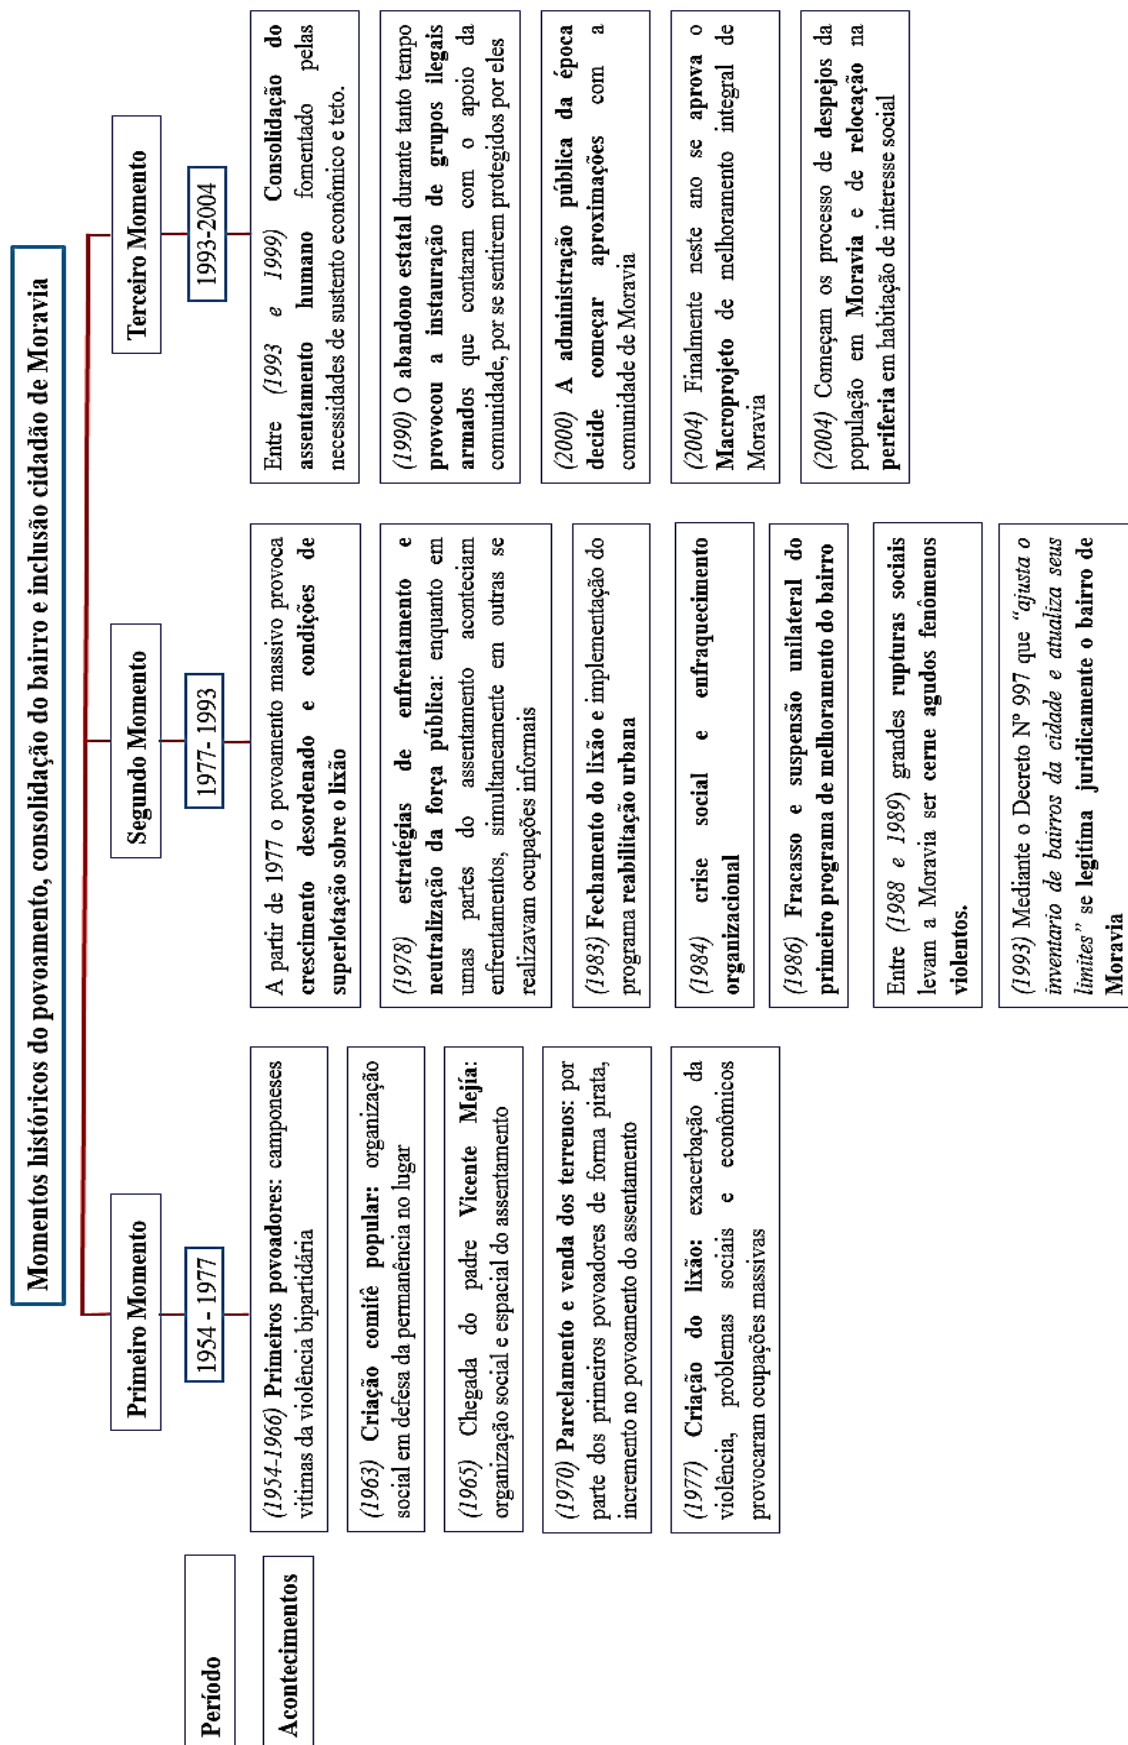 Momentos históricos do povoamento, consolidação do bairro e inclusão cidadão de Moravia
Período
Acontecimentos
Primeiro Momento
1954 - 1977
(1954-1966) Primeiros povoadores: camponeses
vitimas da violência bipartidária
(1963) Criação comitê popular: organização
social em defesa da permanência no lugar
(1965) Chegada do padre Vicente Mejía:
organização social e espacial do assentamento
(1970) Parcelamento e venda dos terrenos: por
parte dos primeiros povoadores de forma pirata,
incremento no povoamento do assentamento
(1977) Criação do lixão: exacerbação da
violência, problemas sociais e econômicos
provocaram ocupações massivas
Segundo Momento
1977- 1993
A partir de 1977 o povoamento massivo provoca
crescimento desordenado e condições de
superlotação sobre o lixão
(1978) estratégias de enfrentamento e
neutralização da força pública: enquanto em
umas partes do assentamento aconteciam
enfrentamentos, simultaneamente em outras se
realizavam ocupações informais
(1983) Fechamento do lixão e implementação do
programa reabilitação urbana
(1984) crise social e enfraquecimento
organizacional
(1986) Fracasso e suspensão unilateral do
primeiro programa de melhoramento do bairro
Entre (1988 e 1989) grandes rupturas sociais
levam a Moravia ser cerne agudos fenômenos
violentos.
(1993) Mediante o Decreto Nº 997 que “ajusta o
inventario de bairros da cidade e atualiza seus
limites” se legitima juridicamente o bairro de
Moravia
Terceiro Momento
1993-2004
Entre (1993 e 1999) Consolidação do
assentamento humano fomentado pelas
necessidades de sustento econômico e teto.
(1990) O abandono estatal durante tanto tempo
provocou a instauração de grupos ilegais
armados que contaram com o apoio da
comunidade, por se sentirem protegidos por eles
(2000) A administração pública da época
decide começar aproximações com a
comunidade de Moravia
(2004) Finalmente neste ano se aprova o
Macroprojeto de melhoramento integral de
Moravia
(2004) Começam os processo de despejos da
população em Moravia e de relocação na
periferia em habitação de interesse social